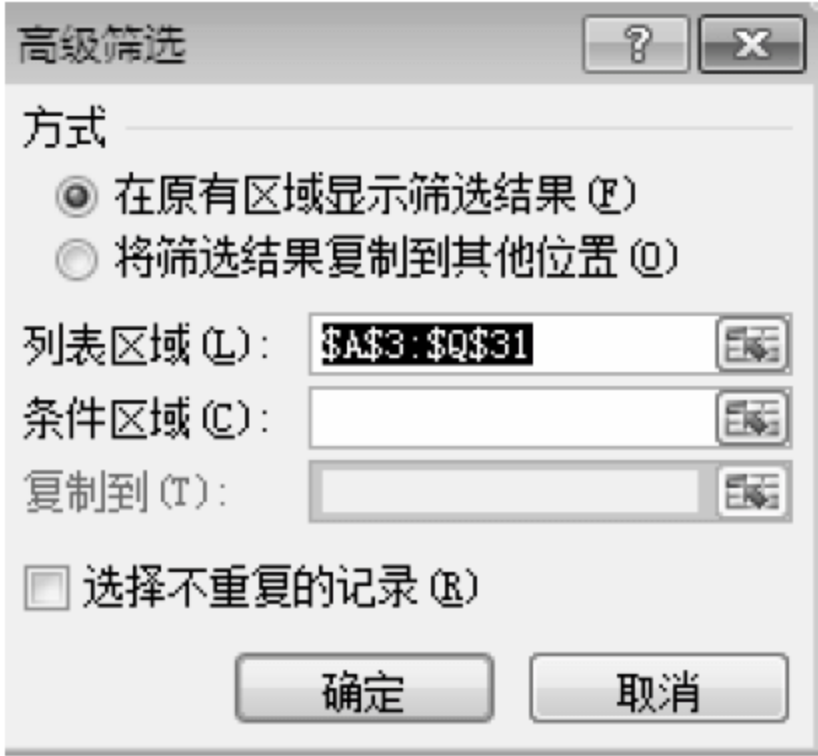 高级筛选
方式
在原有区域显示筛选结果(F)
将筛选结果复制到其他位置(O)
列表区域(L): $A$3:$Q$31
条件区域(C):
复制到(T):
选择不重复的记录(R)
确定 取消